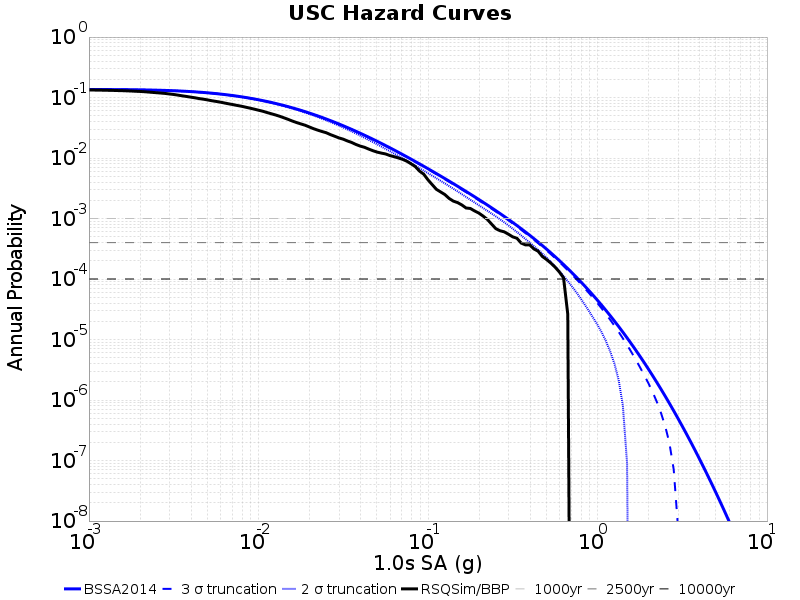 USC Hazard Curves
Annual Probability
10^0
10^-1
10^-2
10^-3
10^-4
10^-5
10^-6
10^-7
10^-8
10^-3 10^-2 10^-1 10^0 10^1
1.0s SA (g)
BSSA2014 3 σ truncation 2 σ truncation RSQSim/BBP 1000yr 2500yr 10000yr